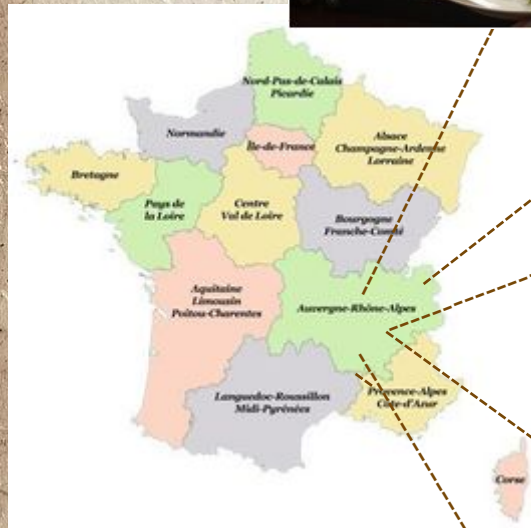 Nord-Pas-de-Calais
Picardie
Normandie
Île-de-France
Alsace
Champagne-Ardenne
Lorraine
Bretagne
Pays de
la Loire
Centre
Val de Loire
Bourgogne
Franche-Comté
Aquitaine
Limousin
Poitou-Charentes
Auvergne-Rhône-Alpes
Languedoc-Roussillon
Midi-Pyrénées
Provence-Alpes
Côte-d'Azur
Corse